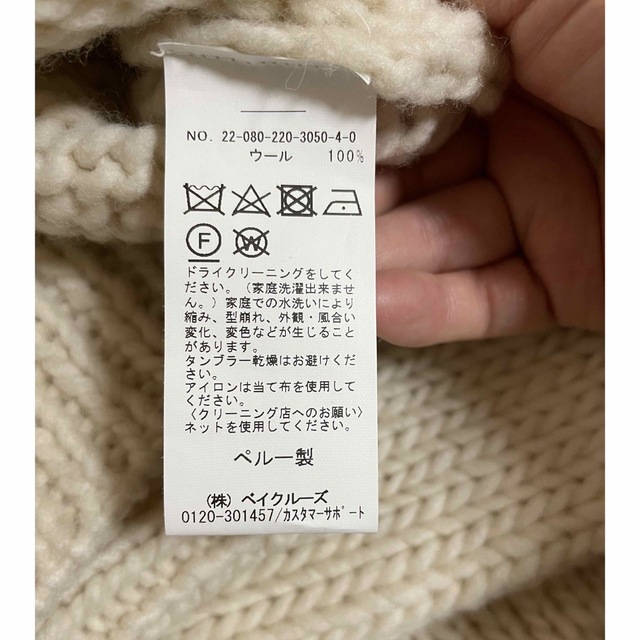 NO. 22-080-220-3050-4-0
ウール 100%
F W
ドライクリーニングをしてく
ださい。（家庭洗濯出来ませ
ん。）家庭での水洗いにより
縮み、型崩れ、外観・風合い
変化、変色などが生じること
があります。
タンブラー乾燥はお避けくだ
さい。
アイロンは当て布を使用して
ください。
〈クリーニング店へのお願い〉
ネットを使用してください。
ペルー製
(株) ベイクルーズ
0120-301457/カスタマーサポート